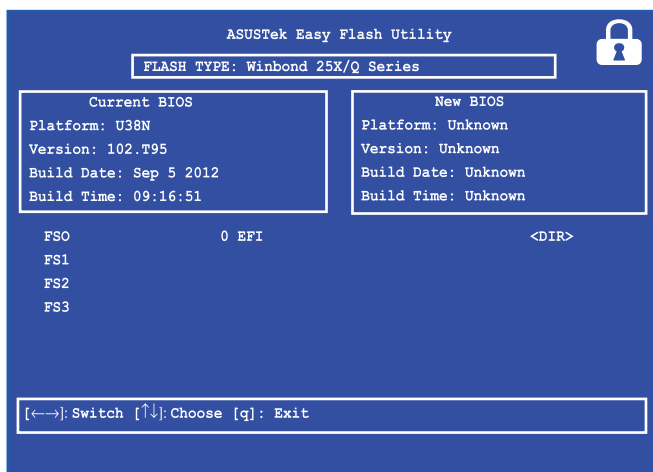 ASUSTek Easy Flash Utility
FLASH TYPE: Winbond 25X/Q Series
Current BIOS
Platform: U38N
Version: 102.T95
Build Date: Sep 5 2012
Build Time: 09:16:51
New BIOS
Platform: Unknown
Version: Unknown
Build Date: Unknown
Build Time: Unknown
FSO 0 EFI <DIR>
FS1
FS2
FS3
[←→]: Switch [↑↓]: Choose [q]: Exit